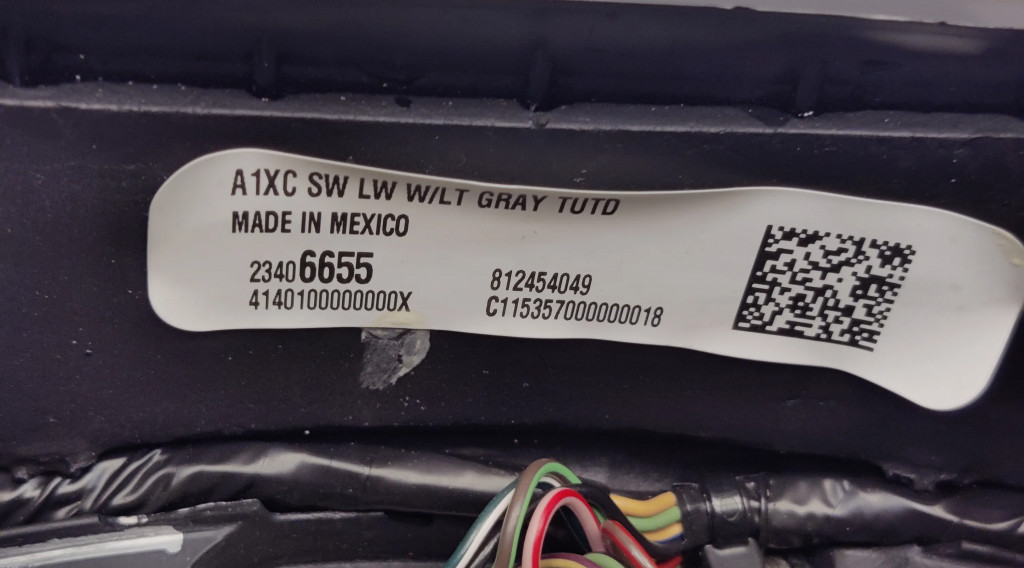 A1XC SW LW W/LT GRAY TUTD
MADE IN MEXICO
23406655
4140100000000X
812454049
C115357000000018